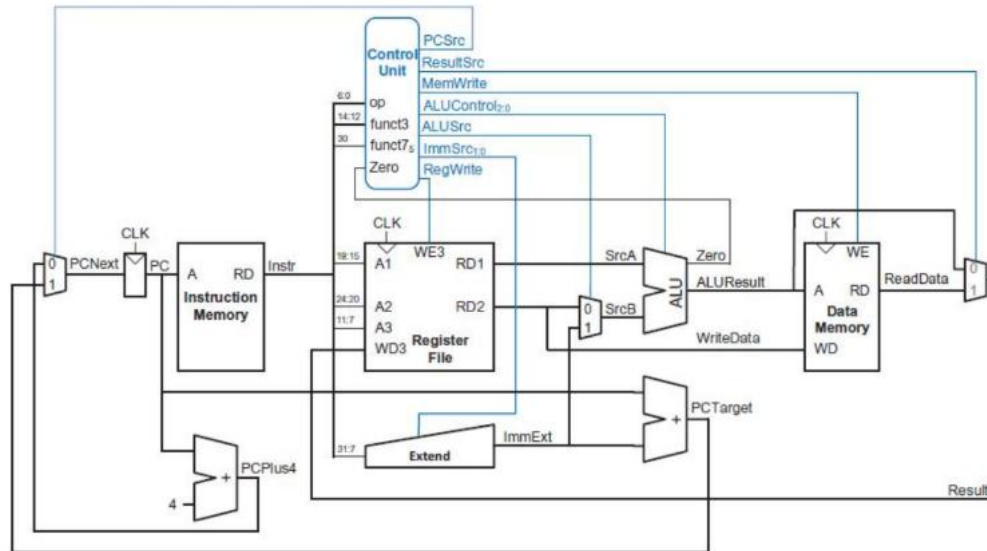 PCSrc
Control
Unit
ResultSrc
MemWrite
6:0
op
ALUControl2:0
14:12
funct3
ALUSrc
30
funct75
ImmSrc1:0
Zero
RegWrite
CLK
CLK
CLK
0
1
PCNext
PC
A
RD
Instruction
Memory
Instr
19:15
A1
WE3
RD1
24:20
A2
RD2
11:7
A3
WD3
Register
File
SrcA
0
1
SrcB
ALU
Zero
ALUResult
WE
A
RD
Data
Memory
WD
WriteData
ReadData
0
1
+
PCTarget
31:7
Extend
ImmExt
4
+
PCPlus4
Result